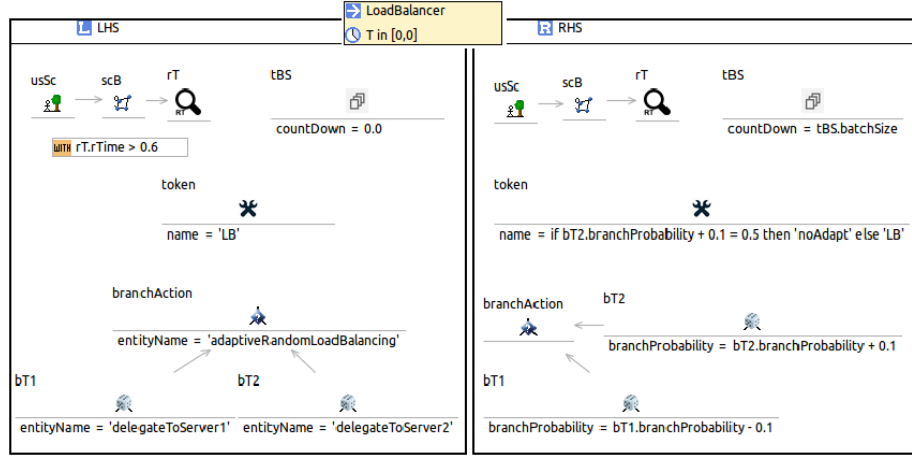 LoadBalancer
T in [0,0]
L LHS
R RHS
usSc scB rT tBS
RT
countDown = 0.0
WITH rT.rTime > 0.6
token
name = 'LB'
branchAction
entityName = 'adaptiveRandomLoadBalancing'
bT1 bT2
entityName = 'delegateToServer1' entityName = 'delegateToServer2'
usSc scB rT tBS
RT
countDown = tBS.batchSize
token
name = if bT2.branchProbability + 0.1 = 0.5 then 'noAdapt' else 'LB'
branchAction bT2
branchProbability = bT2.branchProbability + 0.1
bT1
branchProbability = bT1.branchProbability - 0.1